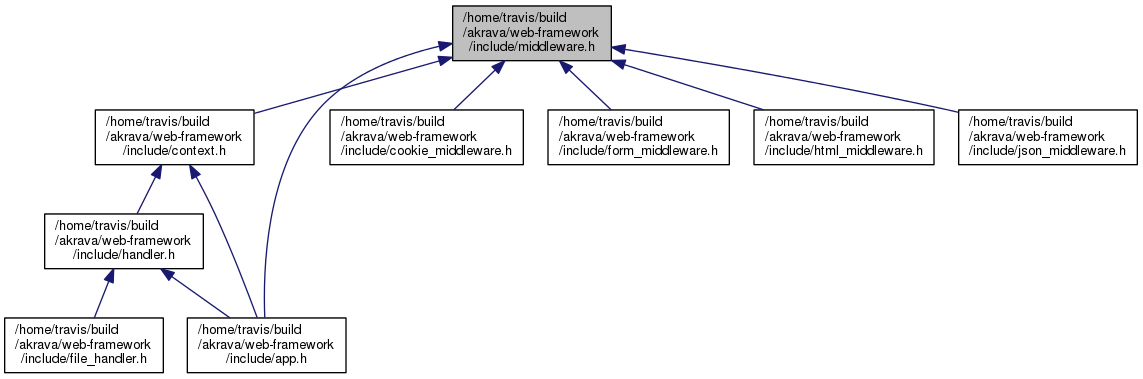 /home/travis/build
/akrava/web-framework
/include/middleware.h
/home/travis/build
/akrava/web-framework
/include/context.h
/home/travis/build
/akrava/web-framework
/include/cookie_middleware.h
/home/travis/build
/akrava/web-framework
/include/form_middleware.h
/home/travis/build
/akrava/web-framework
/include/html_middleware.h
/home/travis/build
/akrava/web-framework
/include/json_middleware.h
/home/travis/build
/akrava/web-framework
/include/handler.h
/home/travis/build
/akrava/web-framework
/include/file_handler.h
/home/travis/build
/akrava/web-framework
/include/app.h